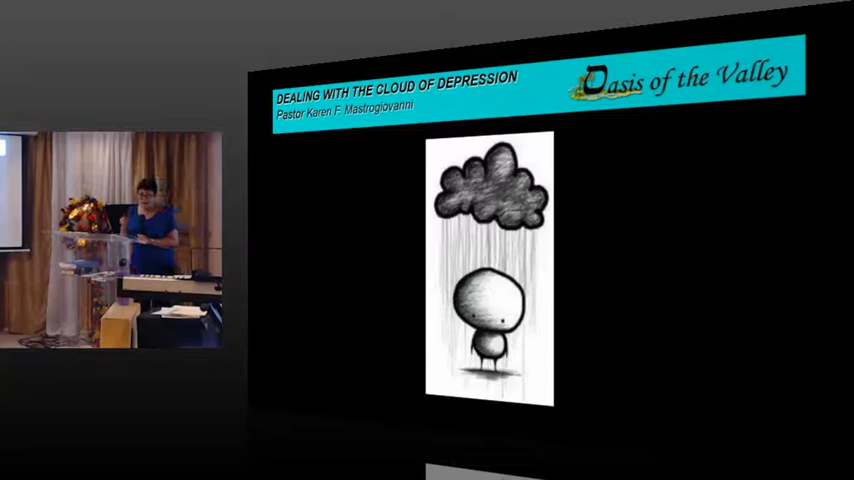 DEALING WITH THE CLOUD OF DEPRESSION
Pastor Karen F. Mastrogiovanni
Oasis of the Valley